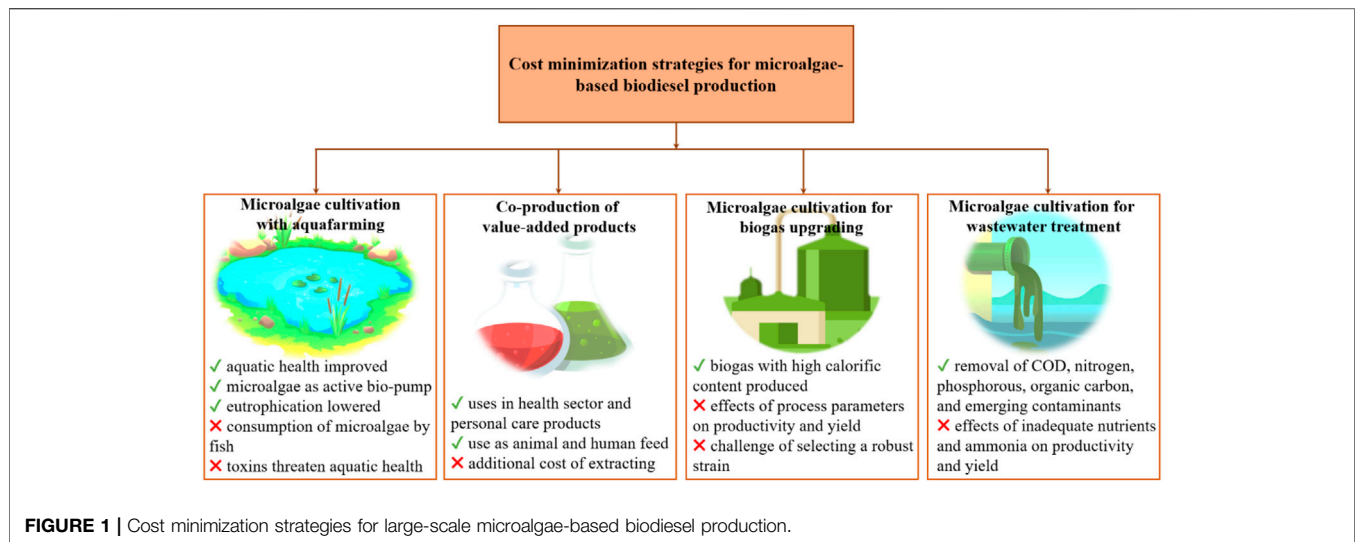 Cost minimization strategies for microalgae-
based biodiesel production
Microalgae cultivation
with aquafarming
✓ aquatic health improved
✓ microalgae as active bio-pump
✓ eutrophication lowered
✕ consumption of microalgae by
fish
✕ toxins threaten aquatic health
Co-production of
value-added products
✓ uses in health sector and
personal care products
✓ use as animal and human feed
✕ additional cost of extracting
Microalgae cultivation for
biogas upgrading
✓ biogas with high calorific
content produced
✕ effects of process parameters
on productivity and yield
✕ challenge of selecting a robust
strain
Microalgae cultivation for
wastewater treatment
✓ removal of COD, nitrogen,
phosphorous, organic carbon,
and emerging contaminants
✕ effects of inadequate nutrients
and ammonia on productivity
and yield
FIGURE 1 | Cost minimization strategies for large-scale microalgae-based biodiesel production.